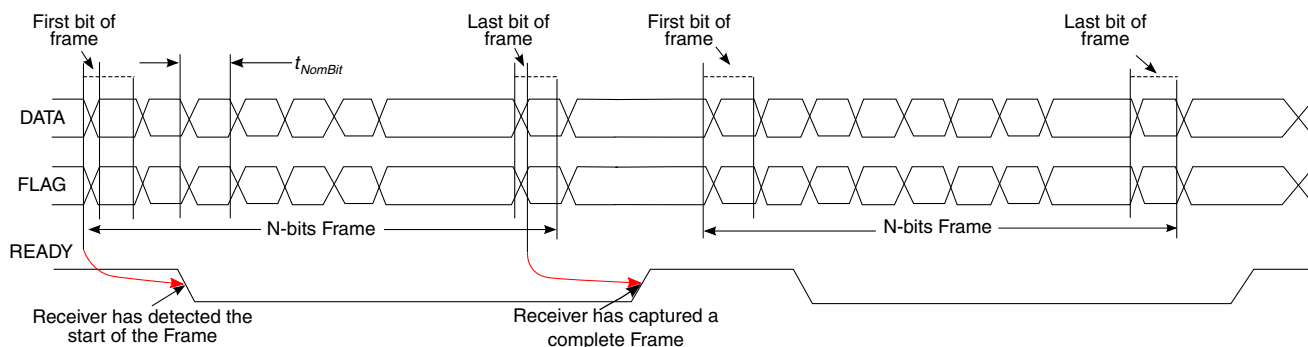 First bit of
frame
Last bit of
frame
First bit of
frame
Last bit of
frame
tNomBit
DATA
FLAG
N-bits Frame
N-bits Frame
READY
Receiver has detected the
start of the Frame
Receiver has captured a
complete Frame